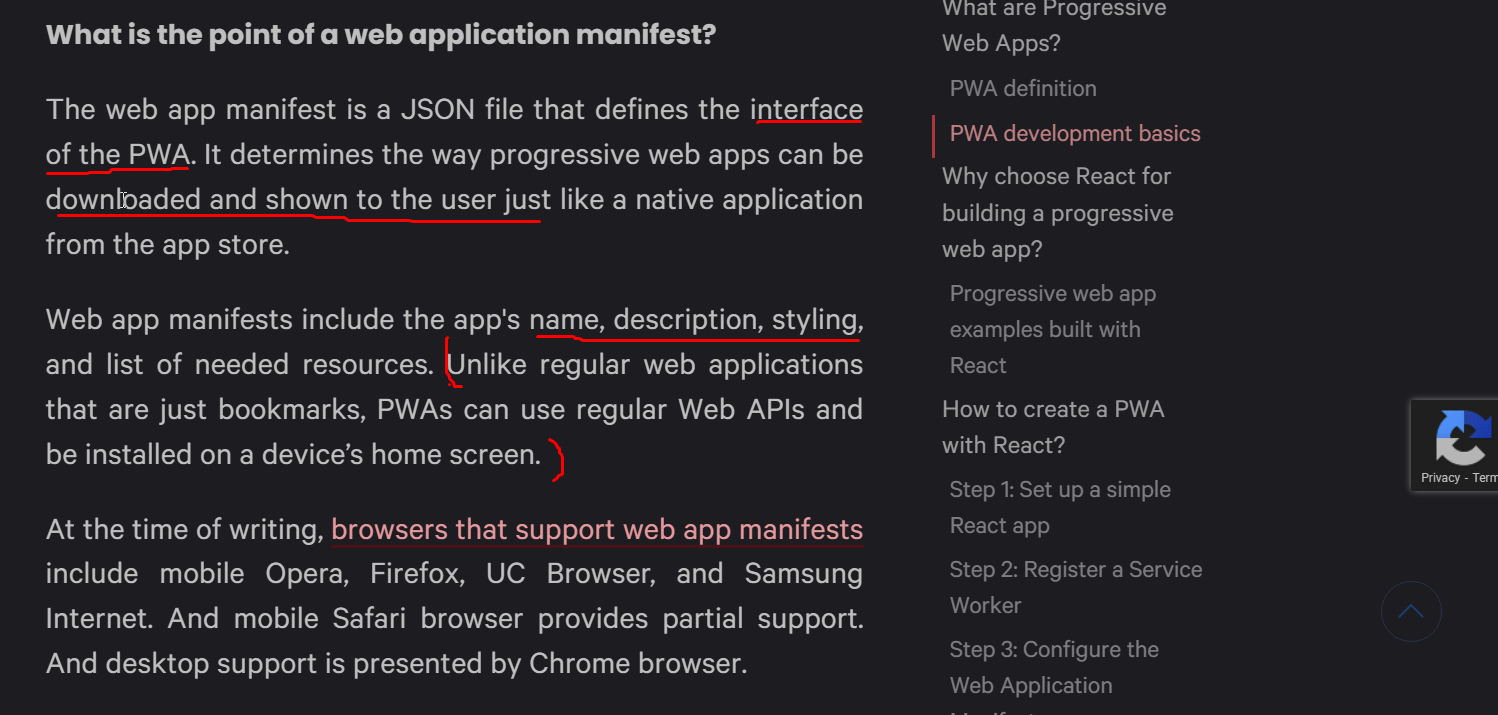 What is the point of a web application manifest?
The web app manifest is a JSON file that defines the interface
of the PWA. It determines the way progressive web apps can be
downloaded and shown to the user just like a native application
from the app store.
Web app manifests include the app's name, description, styling,
and list of needed resources. Unlike regular web applications
that are just bookmarks, PWAs can use regular Web APIs and
be installed on a device’s home screen.
At the time of writing, browsers that support web app manifests
include mobile Opera, Firefox, UC Browser, and Samsung
Internet. And mobile Safari browser provides partial support.
And desktop support is presented by Chrome browser.
What are Progressive
Web Apps?
PWA definition
PWA development basics
Why choose React for
building a progressive
web app?
Progressive web app
examples built with
React
How to create a PWA
with React?
Step 1: Set up a simple
React app
Step 2: Register a Service
Worker
Step 3: Configure the
Web Application
Privacy - Term